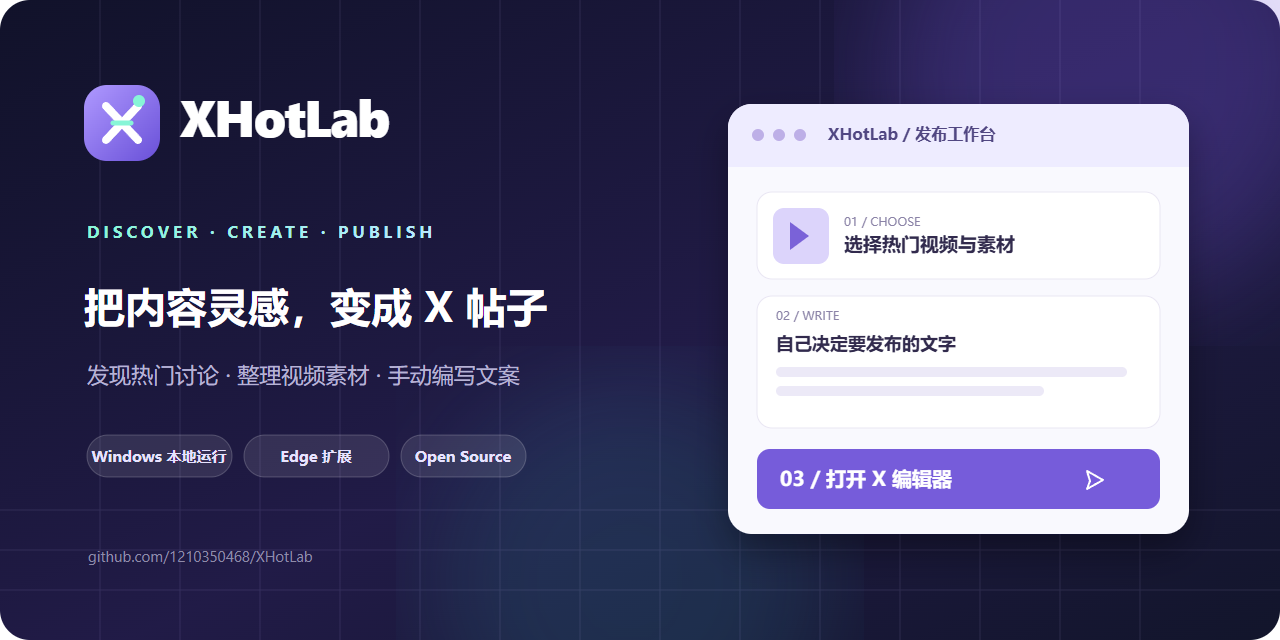 XHotLab
DISCOVER · CREATE · PUBLISH
把内容灵感，变成 X 帖子
发现热门讨论 · 整理视频素材 · 手动编写文案
Windows 本地运行
Edge 扩展
Open Source
github.com/1210350468/XHotLab
XHotLab / 发布工作台
01 / CHOOSE
选择热门视频与素材
02 / WRITE
自己决定要发布的文字
03 / 打开 X 编辑器